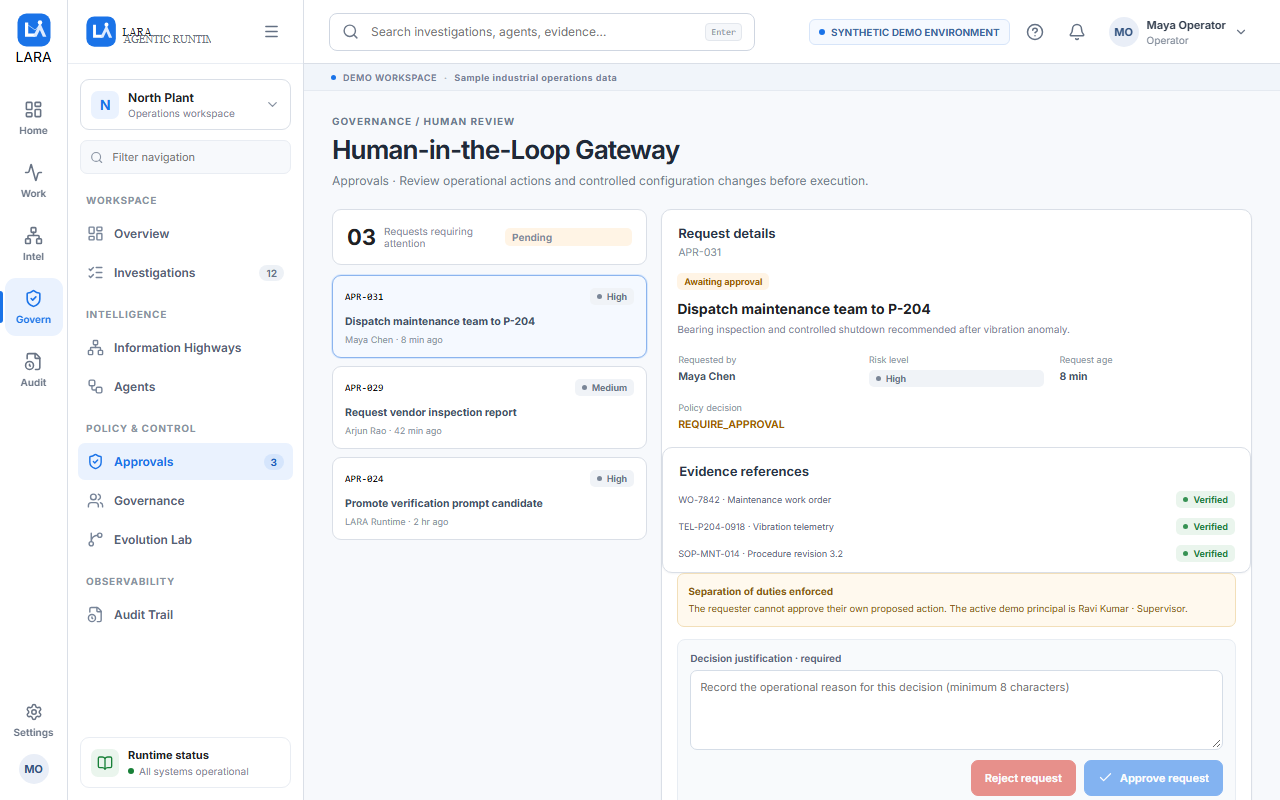 LARA
Home
Work
Intel
Govern
Audit
Settings
MO
LARA
AGENTIC RUNTIM
North Plant
Operations workspace
Filter navigation
WORKSPACE
Overview
Investigations 12
INTELLIGENCE
Information Highways
Agents
POLICY & CONTROL
Approvals 3
Governance
Evolution Lab
OBSERVABILITY
Audit Trail
Runtime status
All systems operational
Search investigations, agents, evidence... Enter
SYNTHETIC DEMO ENVIRONMENT
MO
Maya Operator
Operator
DEMO WORKSPACE · Sample industrial operations data
GOVERNANCE / HUMAN REVIEW
Human-in-the-Loop Gateway
Approvals · Review operational actions and controlled configuration changes before execution.
03 Requests requiring attention Pending
APR-031 High
Dispatch maintenance team to P-204
Maya Chen · 8 min ago
APR-029 Medium
Request vendor inspection report
Arjun Rao · 42 min ago
APR-024 High
Promote verification prompt candidate
LARA Runtime · 2 hr ago
Request details
APR-031
Awaiting approval
Dispatch maintenance team to P-204
Bearing inspection and controlled shutdown recommended after vibration anomaly.
Requested by
Maya Chen
Risk level
High
Request age
8 min
Policy decision
REQUIRE_APPROVAL
Evidence references
WO-7842 · Maintenance work order Verified
TEL-P204-0918 · Vibration telemetry Verified
SOP-MNT-014 · Procedure revision 3.2 Verified
Separation of duties enforced
The requester cannot approve their own proposed action. The active demo principal is Ravi Kumar · Supervisor.
Decision justification · required
Record the operational reason for this decision (minimum 8 characters)
Reject request
Approve request